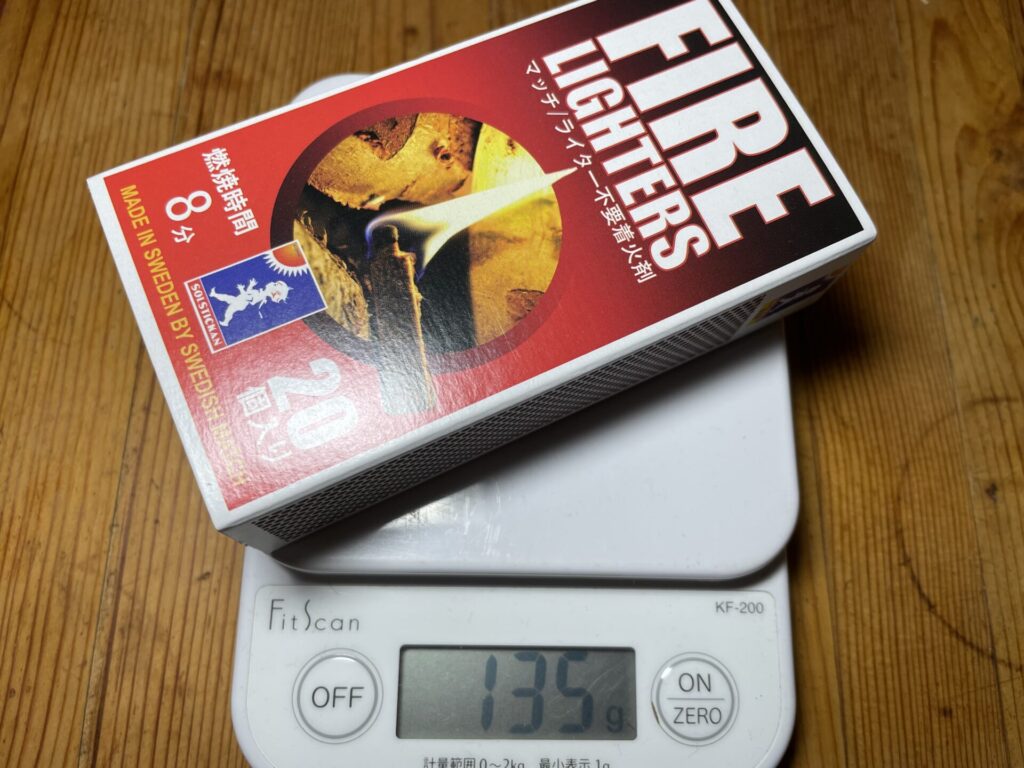 FIRE
LIGHTERS
マッチ/ライター不要着火剤
燃焼時間
8分
SOLSTICKAN
20
個入り
MADE IN SWEDEN BY SWEDISH MATCH
FitScan
KF-200
OFF
135g
ON
ZERO
計量範囲 0~2kg 最小表示 1g